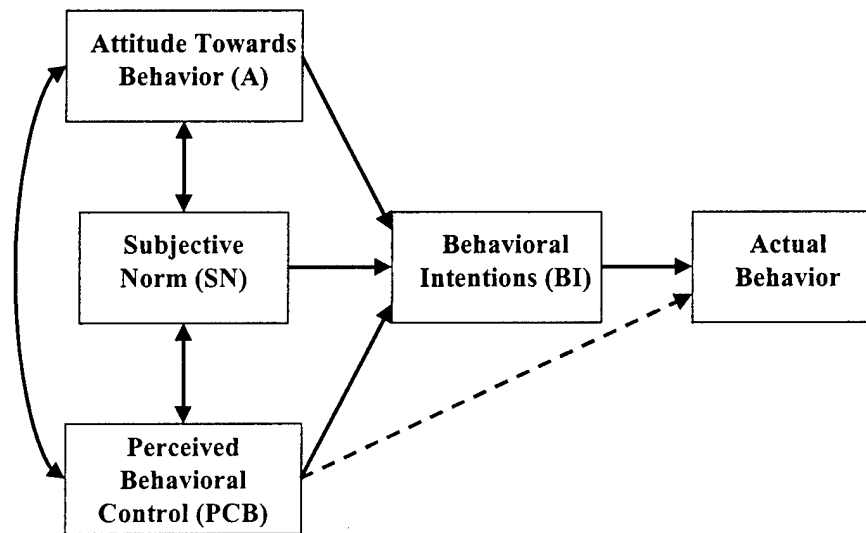 Attitude Towards
Behavior (A)
Subjective
Norm (SN)
Behavioral
Intentions (BI)
Actual
Behavior
Perceived
Behavioral
Control (PCB)